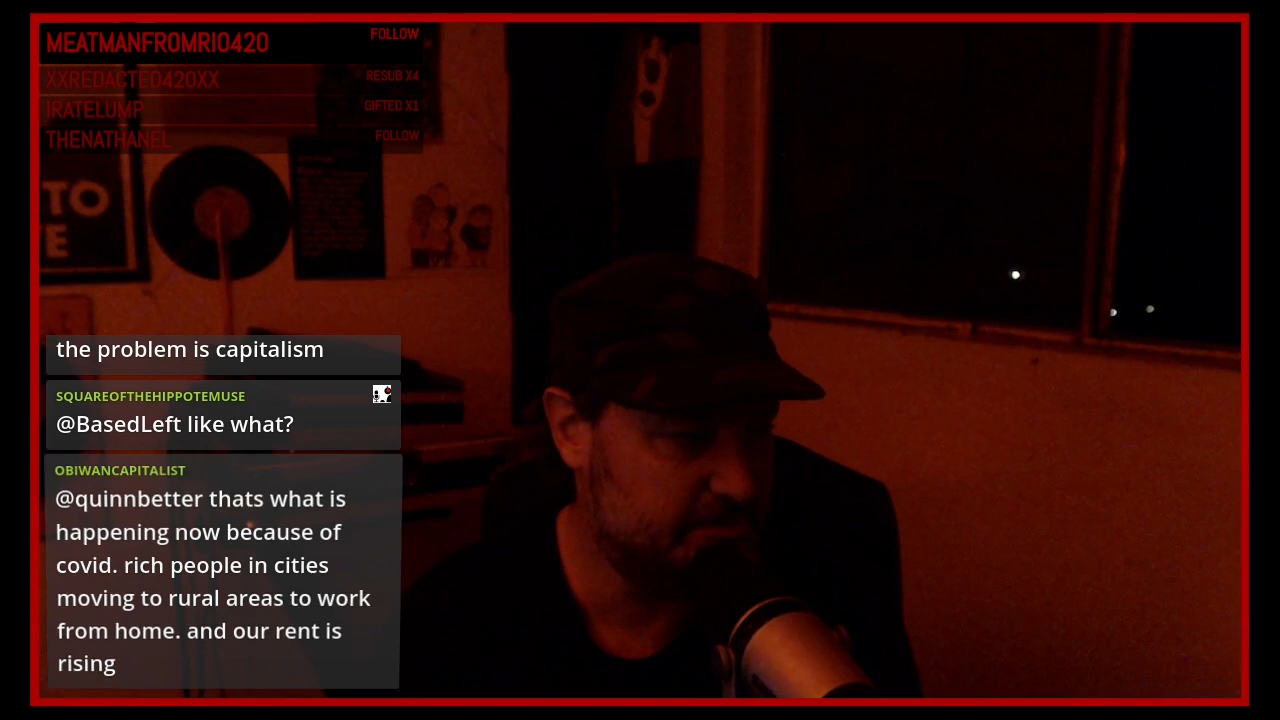 MEATMANFROMRIO420 FOLLOW
XXREDACTED420XX RESUB X4
IRATELUMP GIFTED X1
THENATHANEL FOLLOW
TO
E
the problem is capitalism
SQUAREOFTHEHIPPOTEMUSE
@BasedLeft like what?
OBIWANCAPITALIST
@quinnbetter thats what is
happening now because of
covid. rich people in cities
moving to rural areas to work
from home. and our rent is
rising